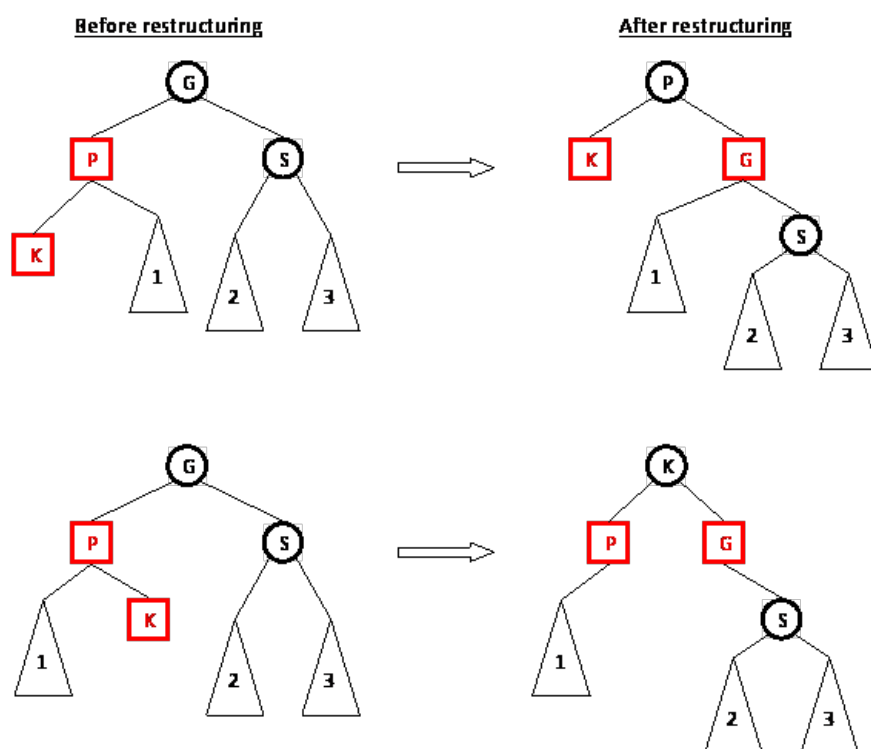 Before restructuring After restructuring
G P
P S K G
K 1 S
2 3 1
2 3
G K
P S P G
K S
1 2 3 1
2 3